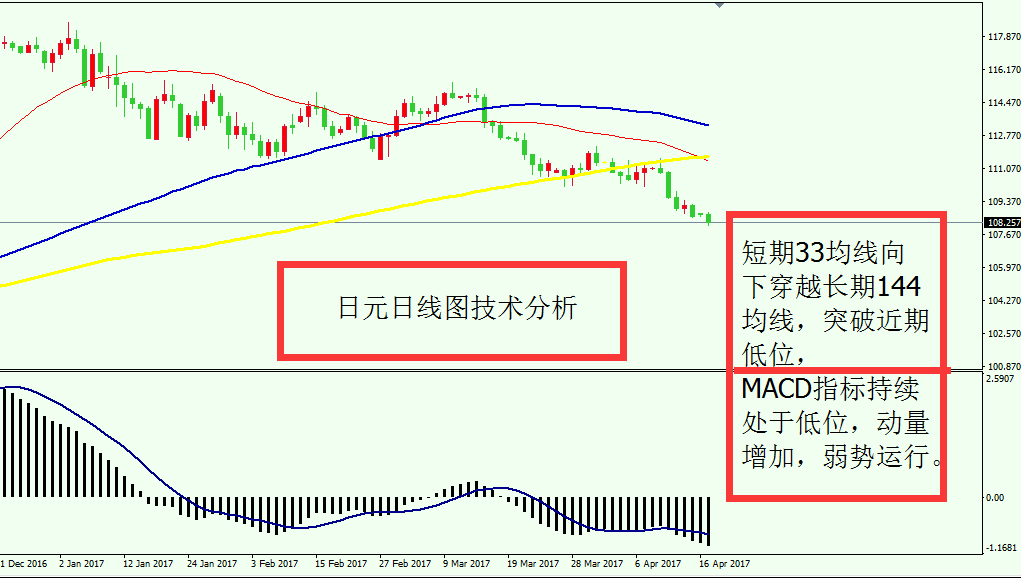 117.870
116.170
114.470
112.770
111.070
109.370
108.257
107.670
105.970
104.270
102.570
100.870
日元日线图技术分析
短期33均线向
下穿越长期144
均线，突破近期
低位，
MACD指标持续
处于低位，动量
增加，弱势运行。
2.5907
0.00
-1.1681
1 Dec 2016
2 Jan 2017
12 Jan 2017
24 Jan 2017
3 Feb 2017
15 Feb 2017
27 Feb 2017
9 Mar 2017
19 Mar 2017
28 Mar 2017
6 Apr 2017
16 Apr 2017